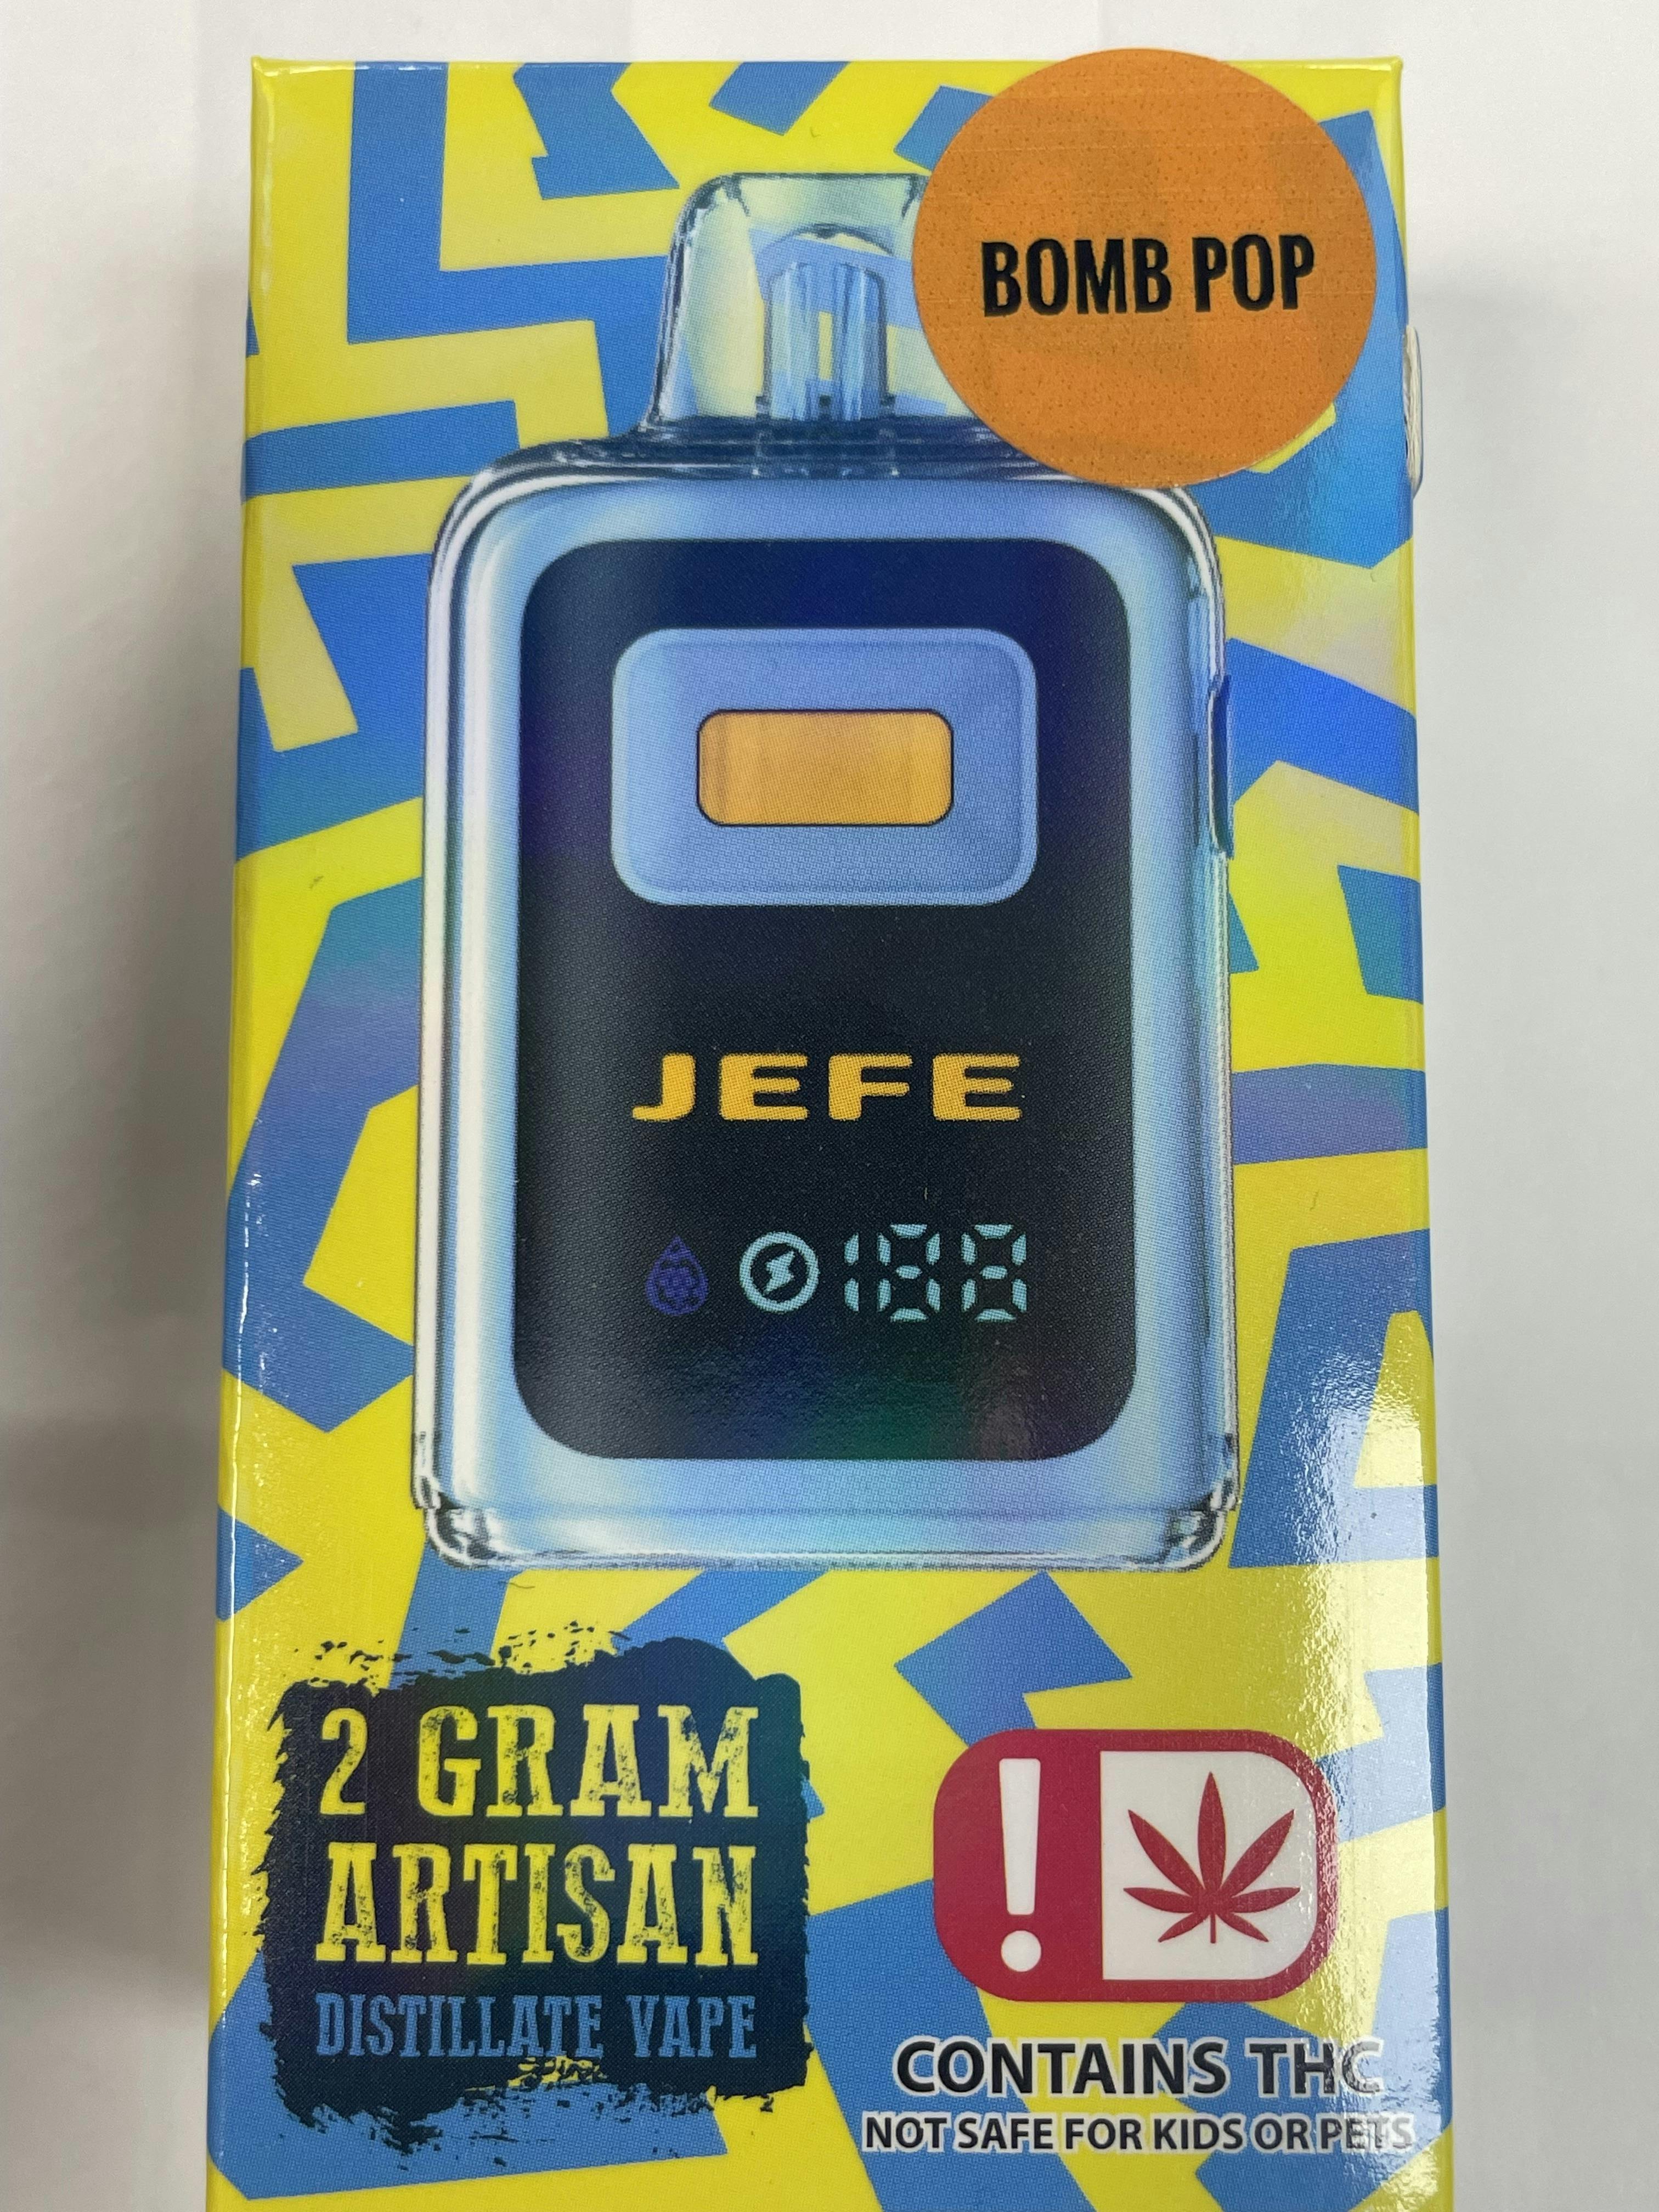 BOMB POP
JEFE
188
2 GRAM
ARTISAN
DISTILLATE VAPE
!
CONTAINS THC
NOT SAFE FOR KIDS OR PETS